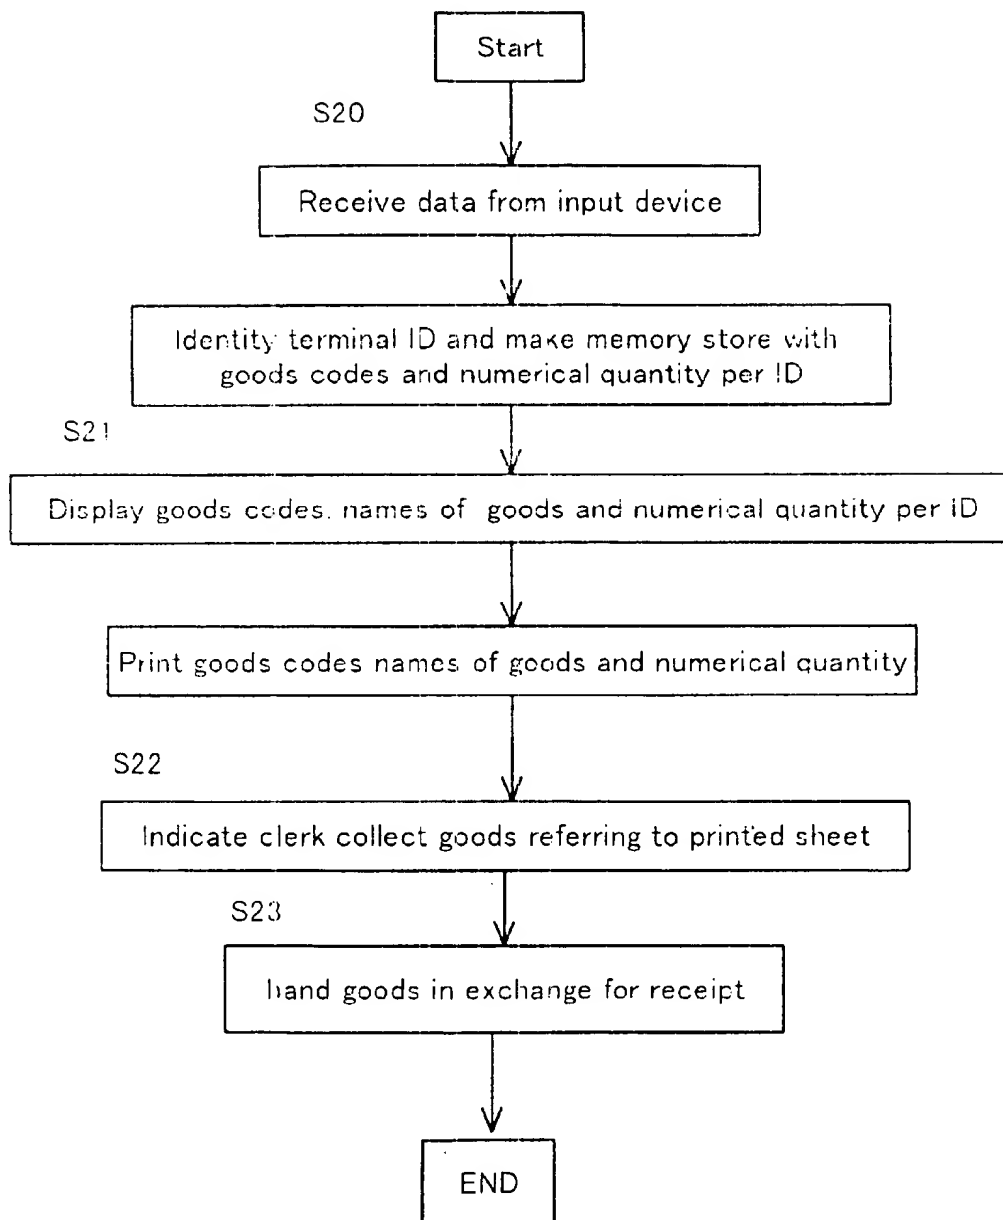 Start
S20
Receive data from input device
Identity terminal ID and make memory store with
goods codes and numerical quantity per ID
S21
Display goods codes. names of goods and numerical quantity per ID
Print goods codes names of goods and numerical quantity
S22
Indicate clerk collect goods referring to printed sheet
S23
hand goods in exchange for receipt
END